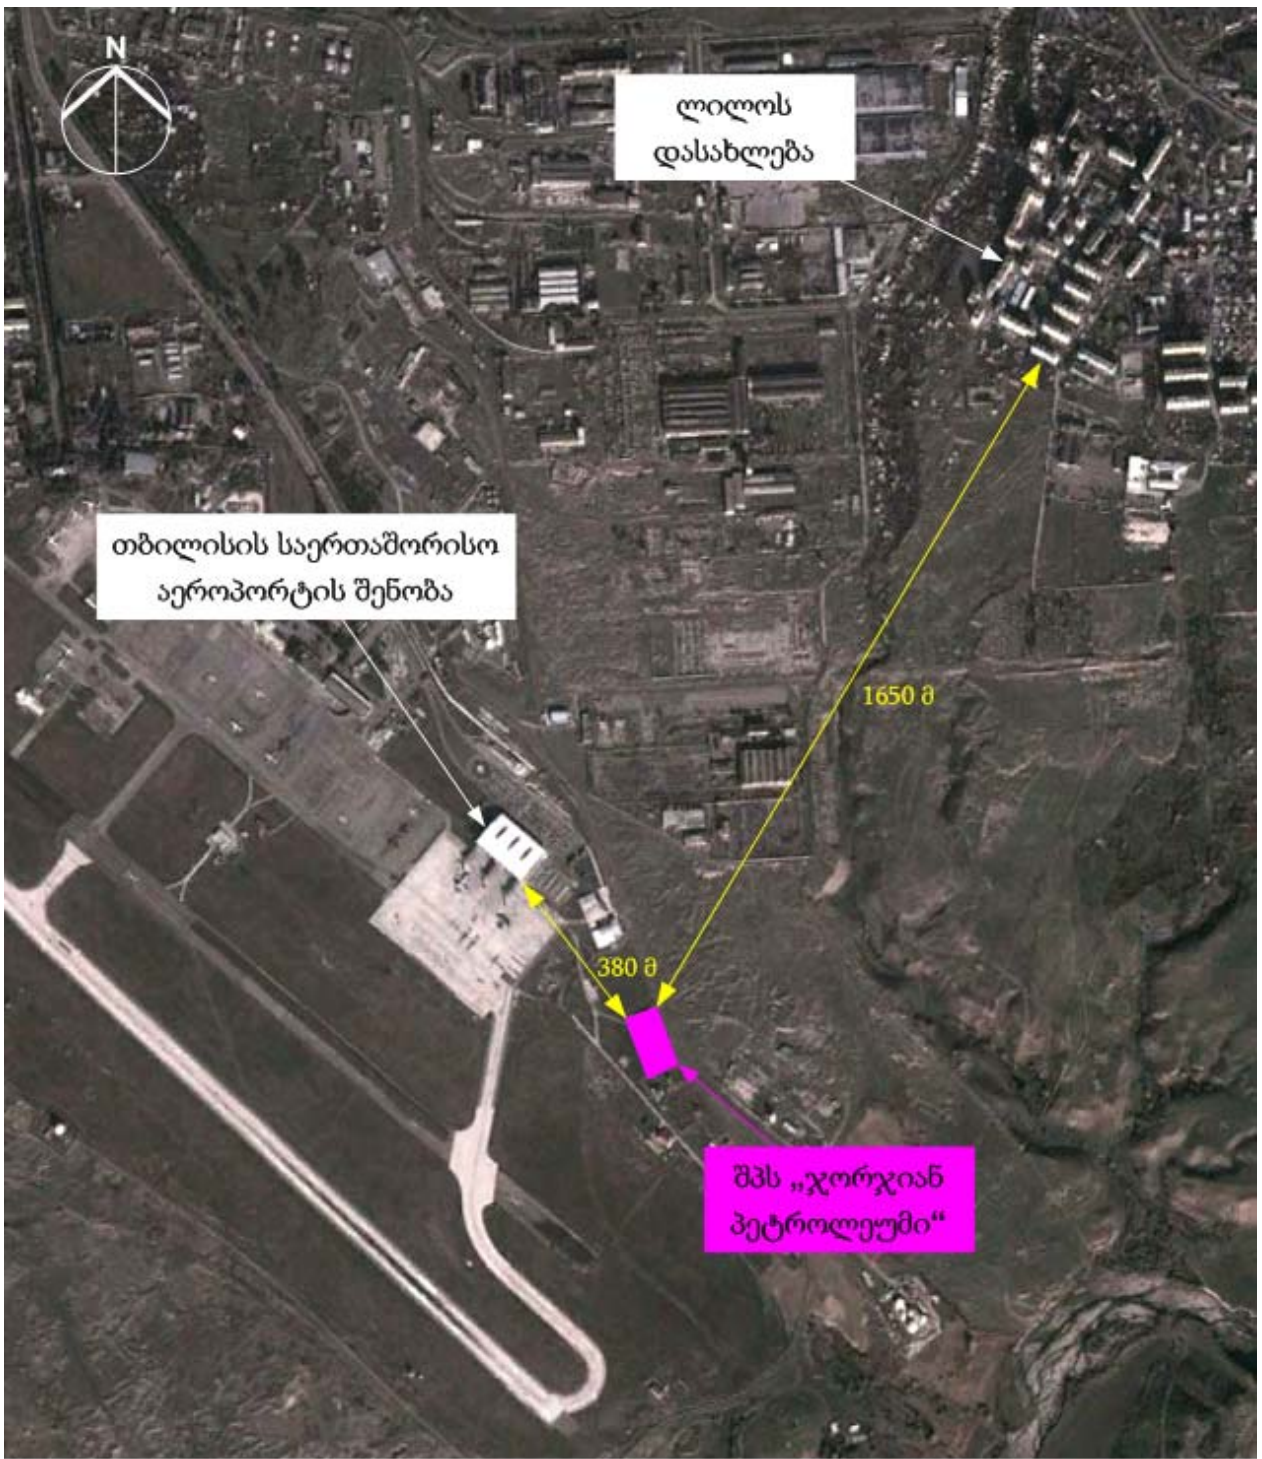 N
ლილოს
დასახლება
თბილისის საერთაშორისო
აეროპორტის შენობა
1650 მ
380 მ
შპს „ჯორჯიან
პეტროლეუმი“